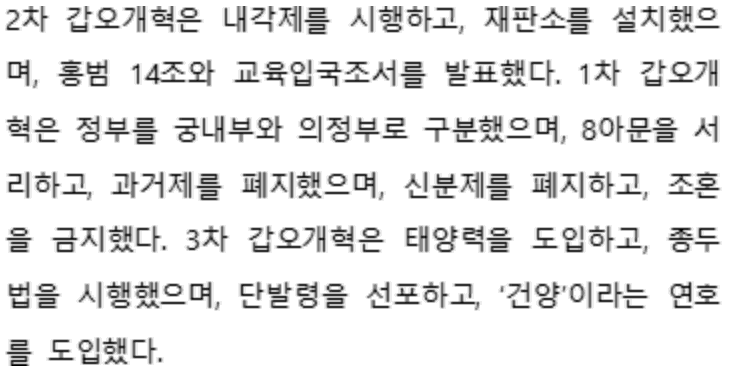 2차 갑오개혁은 내각제를 시행하고, 재판소를 설치했으
며, 홍범 14조와 교육입국조서를 발표했다. 1차 갑오개
혁은 정부를 궁내부와 의정부로 구분했으며, 8아문을 서
리하고, 과거제를 폐지했으며, 신분제를 폐지하고, 조혼
을 금지했다. 3차 갑오개혁은 태양력을 도입하고, 종두
법을 시행했으며, 단발령을 선포하고, ‘건양’이라는 연호
를 도입했다.